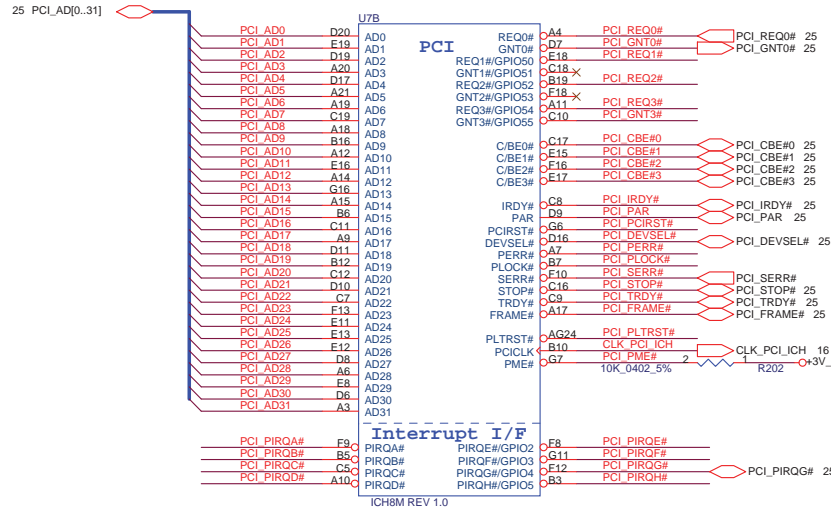 25 PCI_AD[0..31]
U7B
PCI
PCI_AD0 D20 AD0 REQ0# A4 PCI_REQ0# PCI_REQ0# 25
PCI_AD1 E19 AD1 GNT0# D7 PCI_GNT0# PCI_GNT0# 25
PCI_AD2 D19 AD2 REQ1#/GPIO50 E18 PCI_REQ1#
PCI_AD3 A20 AD3 GNT1#/GPIO51 C18
PCI_AD4 D17 AD4 REQ2#/GPIO52 B19 PCI_REQ2#
PCI_AD5 A21 AD5 GNT2#/GPIO53 F18
PCI_AD6 A19 AD6 REQ3#/GPIO54 A11 PCI_REQ3#
PCI_AD7 C19 AD7 GNT3#/GPIO55 C10 PCI_GNT3#
PCI_AD8 A18 AD8
PCI_AD9 B16 AD9 C/BE0# C17 PCI_CBE#0 PCI_CBE#0 25
PCI_AD10 A12 AD10 C/BE1# E15 PCI_CBE#1 PCI_CBE#1 25
PCI_AD11 E16 AD11 C/BE2# F16 PCI_CBE#2 PCI_CBE#2 25
PCI_AD12 A14 AD12 C/BE3# E17 PCI_CBE#3 PCI_CBE#3 25
PCI_AD13 G16 AD13
PCI_AD14 A15 AD14 IRDY# C8 PCI_IRDY# PCI_IRDY# 25
PCI_AD15 B6 AD15 PAR D9 PCI_PAR PCI_PAR 25
PCI_AD16 C11 AD16 PCIRST# G6 PCI_PCIRST#
PCI_AD17 A9 AD17 DEVSEL# D16 PCI_DEVSEL# PCI_DEVSEL# 25
PCI_AD18 D11 AD18 PERR# A7 PCI_PERR#
PCI_AD19 B12 AD19 PLOCK# B7 PCI_PLOCK#
PCI_AD20 C12 AD20 SERR# F10 PCI_SERR# PCI_SERR#
PCI_AD21 D10 AD21 STOP# C16 PCI_STOP# PCI_STOP# 25
PCI_AD22 C7 AD22 TRDY# C9 PCI_TRDY# PCI_TRDY# 25
PCI_AD23 F13 AD23 FRAME# A17 PCI_FRAME# PCI_FRAME# 25
PCI_AD24 E11 AD24
PCI_AD25 E13 AD25 PLTRST# AG24 PCI_PLTRST#
PCI_AD26 E12 AD26 PCICLK B10 CLK_PCI_ICH CLK_PCI_ICH 16
PCI_AD27 D8 AD27 PME# G7 PCI_PME# 2 1 +3V_
PCI_AD28 A6 AD28 10K_0402_5% R202
PCI_AD29 E8 AD29
PCI_AD30 D6 AD30
PCI_AD31 A3 AD31
Interrupt I/F
PCI_PIRQA# F9 PIRQA# PIRQE#/GPIO2 F8 PCI_PIRQE#
PCI_PIRQB# B5 PIRQB# PIRQF#/GPIO3 G11 PCI_PIRQF#
PCI_PIRQC# C5 PIRQC# PIRQG#/GPIO4 F12 PCI_PIRQG# PCI_PIRQG# 25
PCI_PIRQD# A10 PIRQD# PIRQH#/GPIO5 B3 PCI_PIRQH#
ICH8M REV 1.0